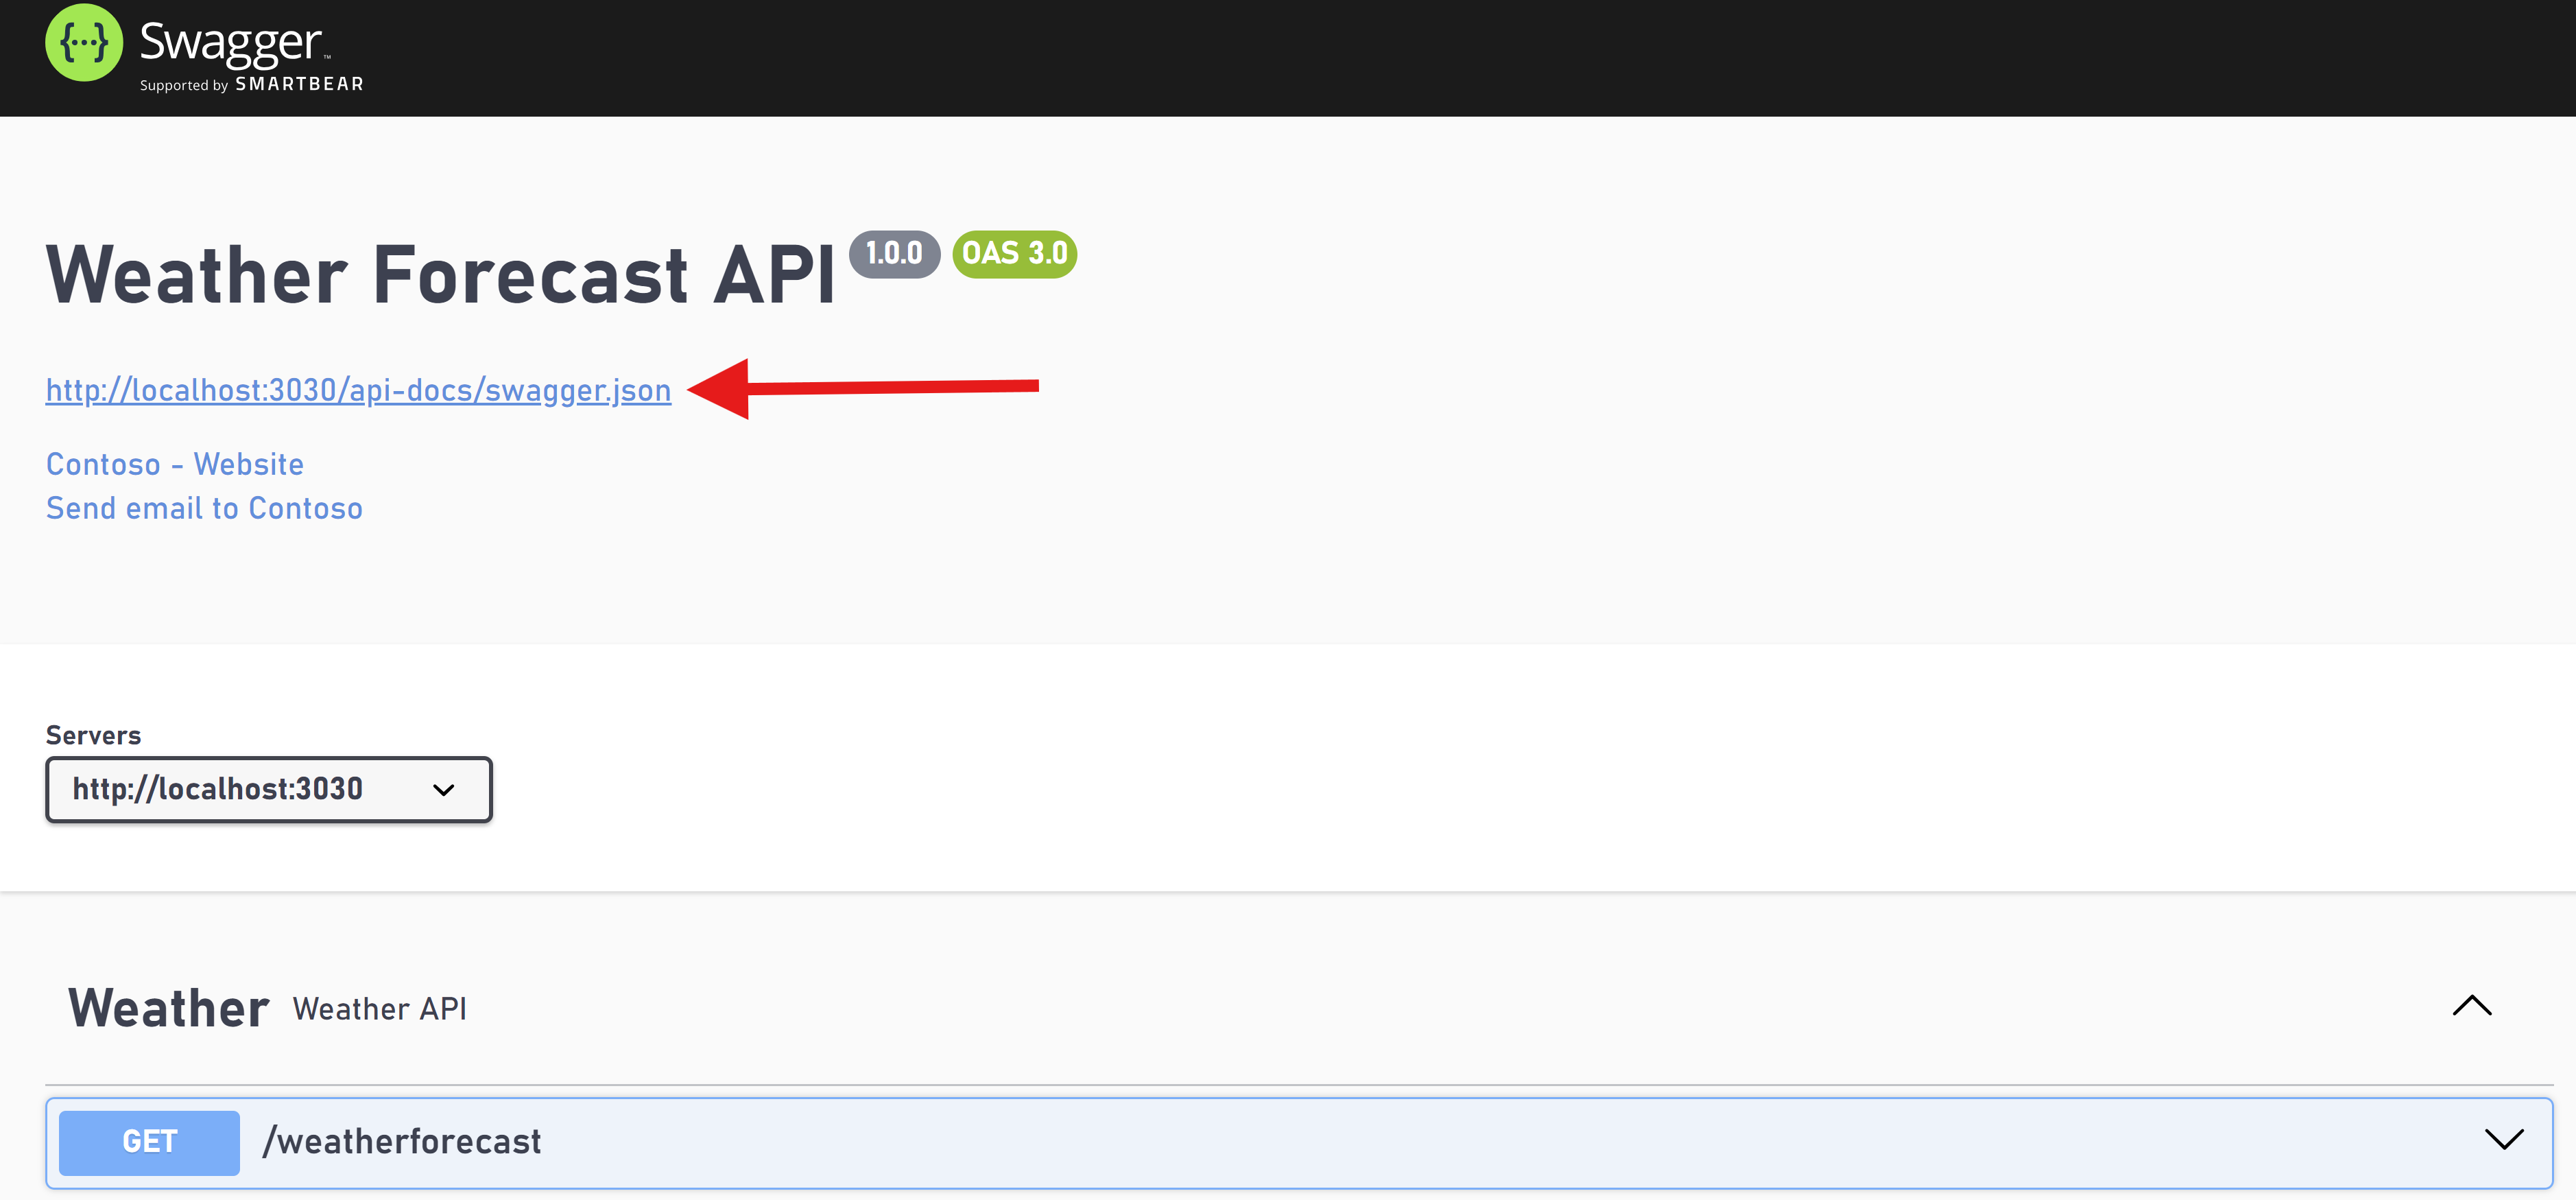 {···} Swagger™
Supported by SMARTBEAR
Weather Forecast API 1.0.0 OAS 3.0
http://localhost:3030/api-docs/swagger.json
Contoso - Website
Send email to Contoso
Servers
http://localhost:3030
Weather Weather API
GET /weatherforecast